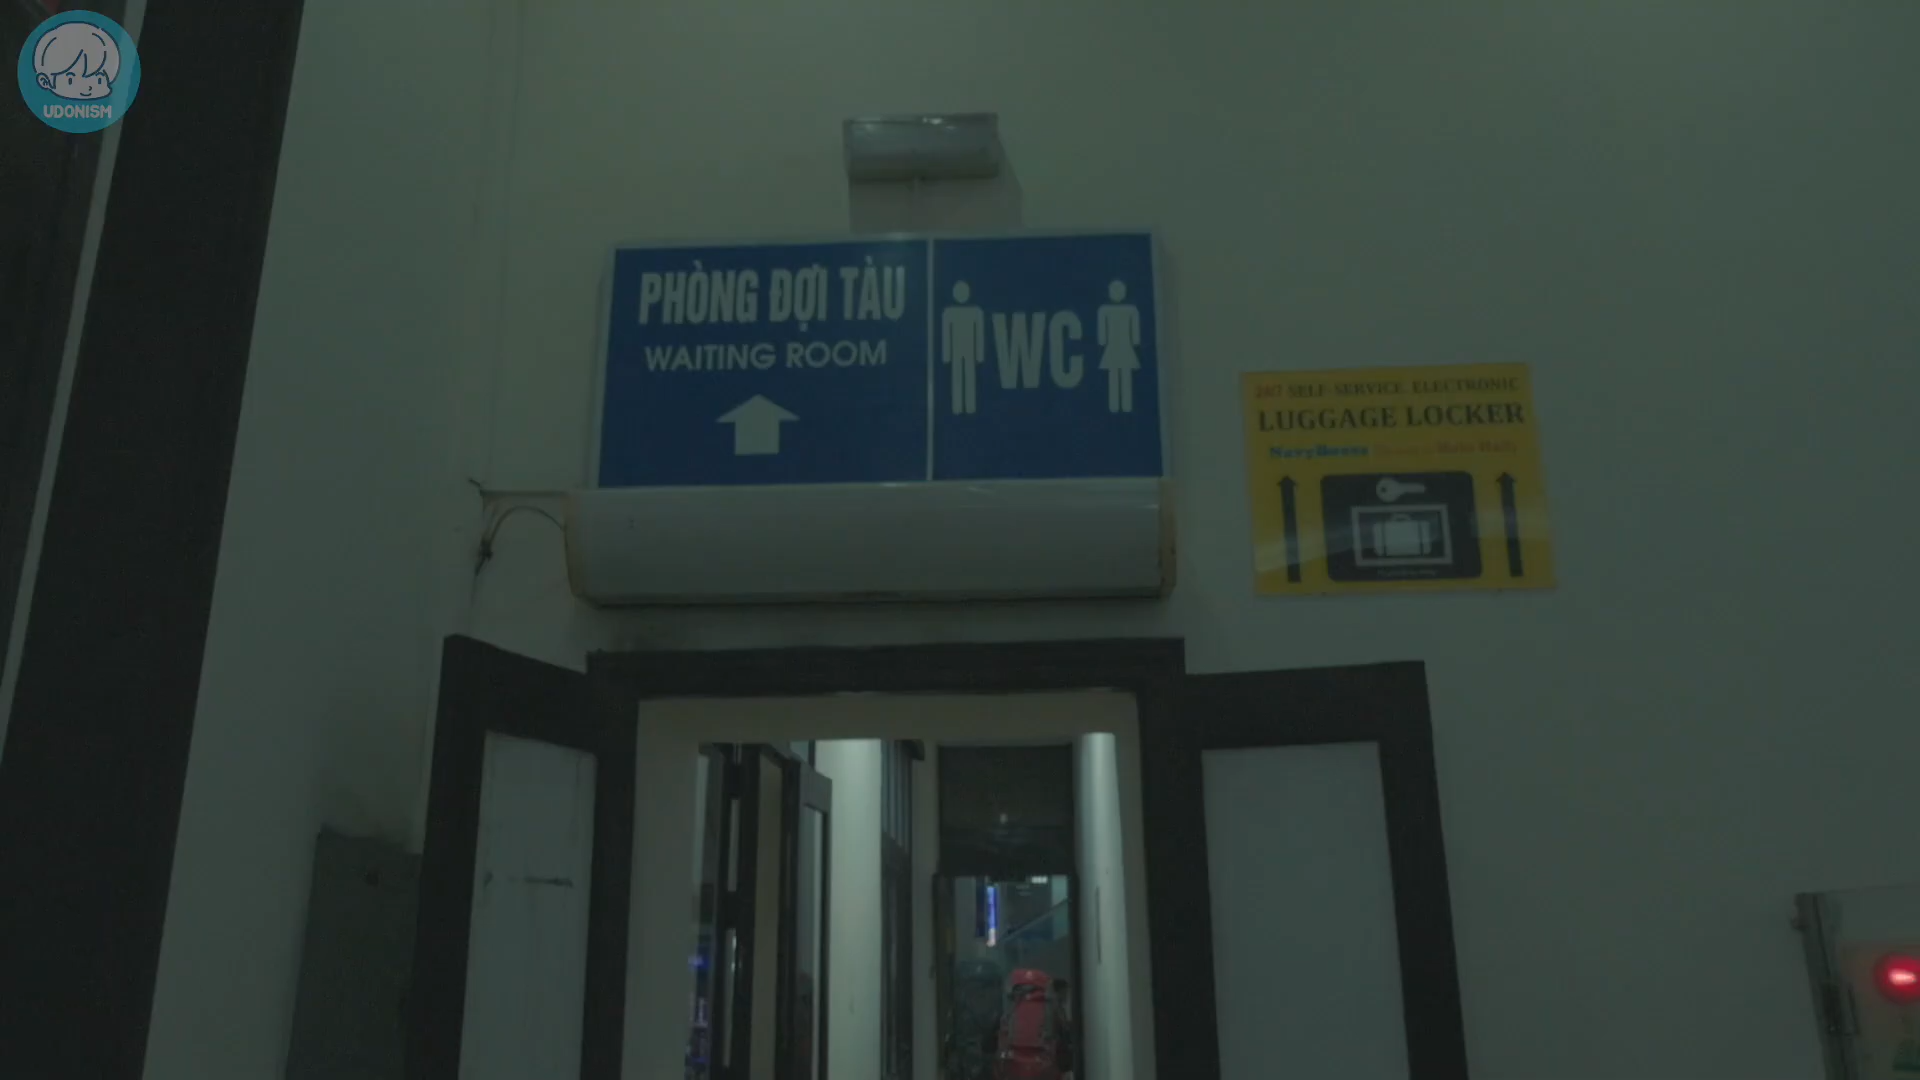 UDONISM
PHÒNG ĐỢI TÀU
WAITING ROOM
WC
24/7 SELF-SERVICE ELECTRONIC
LUGGAGE LOCKER